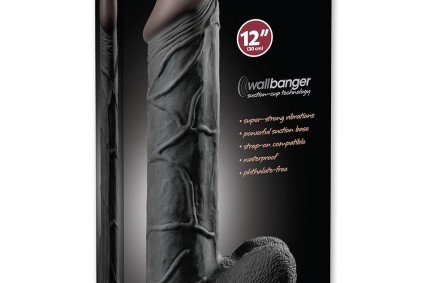 12"
(30 cm)
wallbanger
suction-cup technology
• super-strong vibrations
• powerful suction base
• strap-on compatible
• waterproof
• phthalate-free